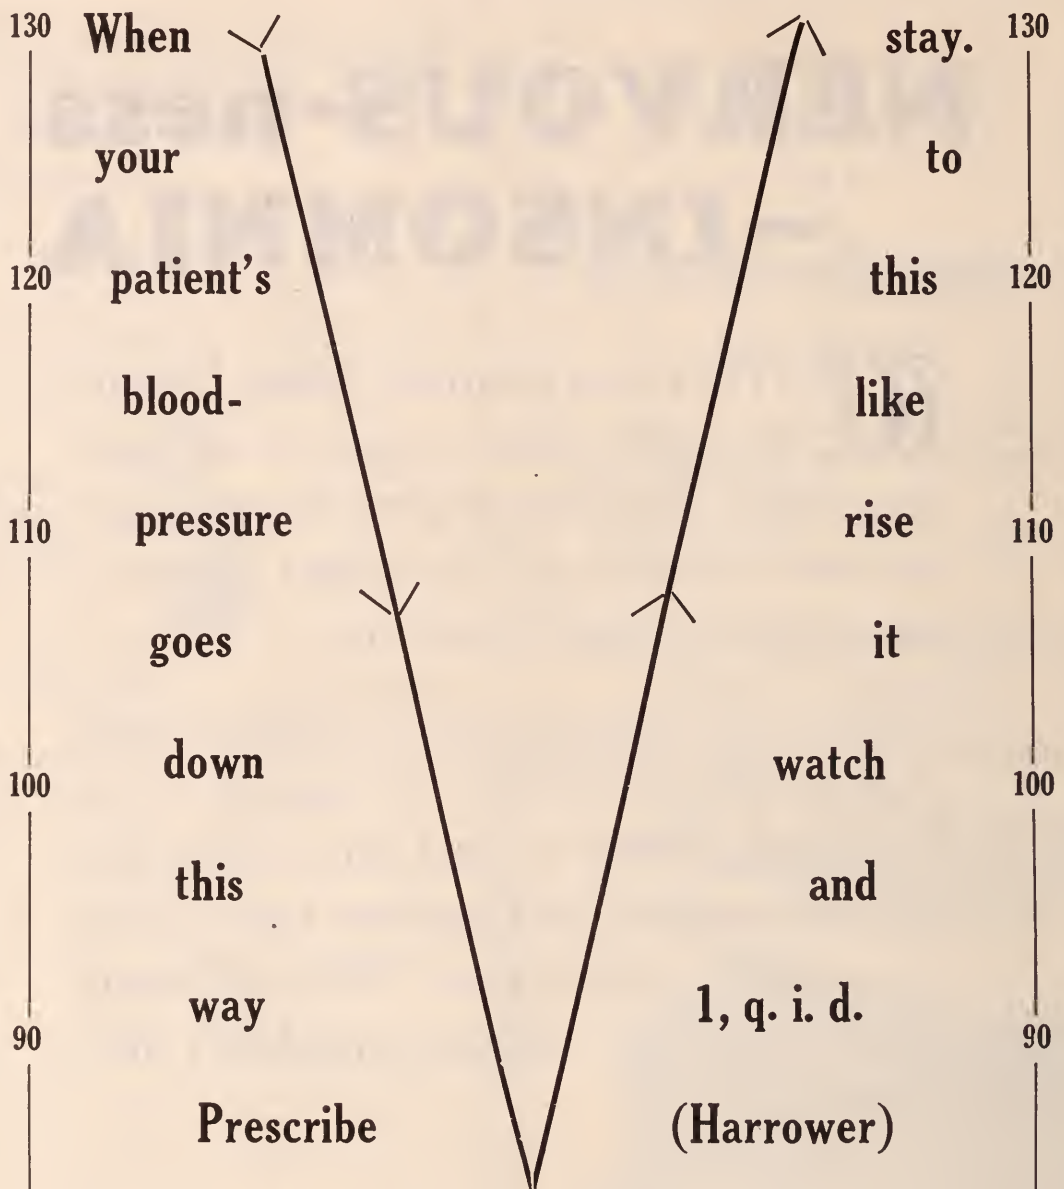 130
120
110
100
90
When
your
patient's
blood-
pressure
goes
down
this
way
Prescribe
(Harrower)
1, q. i. d.
and
watch
it
rise
like
this
to
stay.
130
120
110
100
90